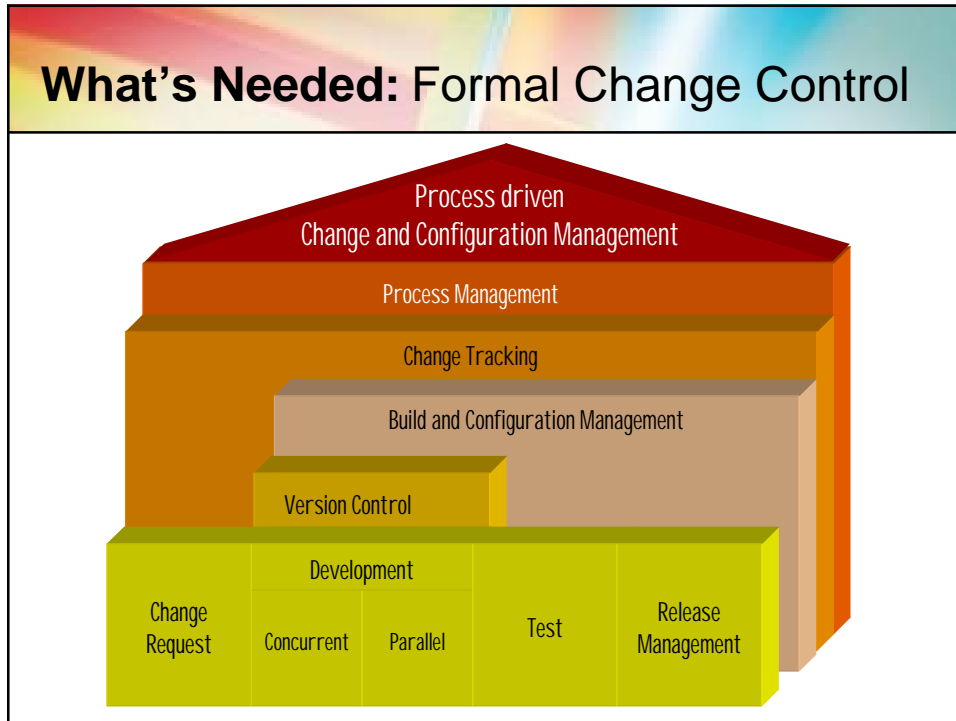 What's Needed: Formal Change Control
Process driven
Change and Configuration Management
Process Management
Change Tracking
Build and Configuration Management
Version Control
Development
Change
Request
Concurrent
Parallel
Test
Release
Management